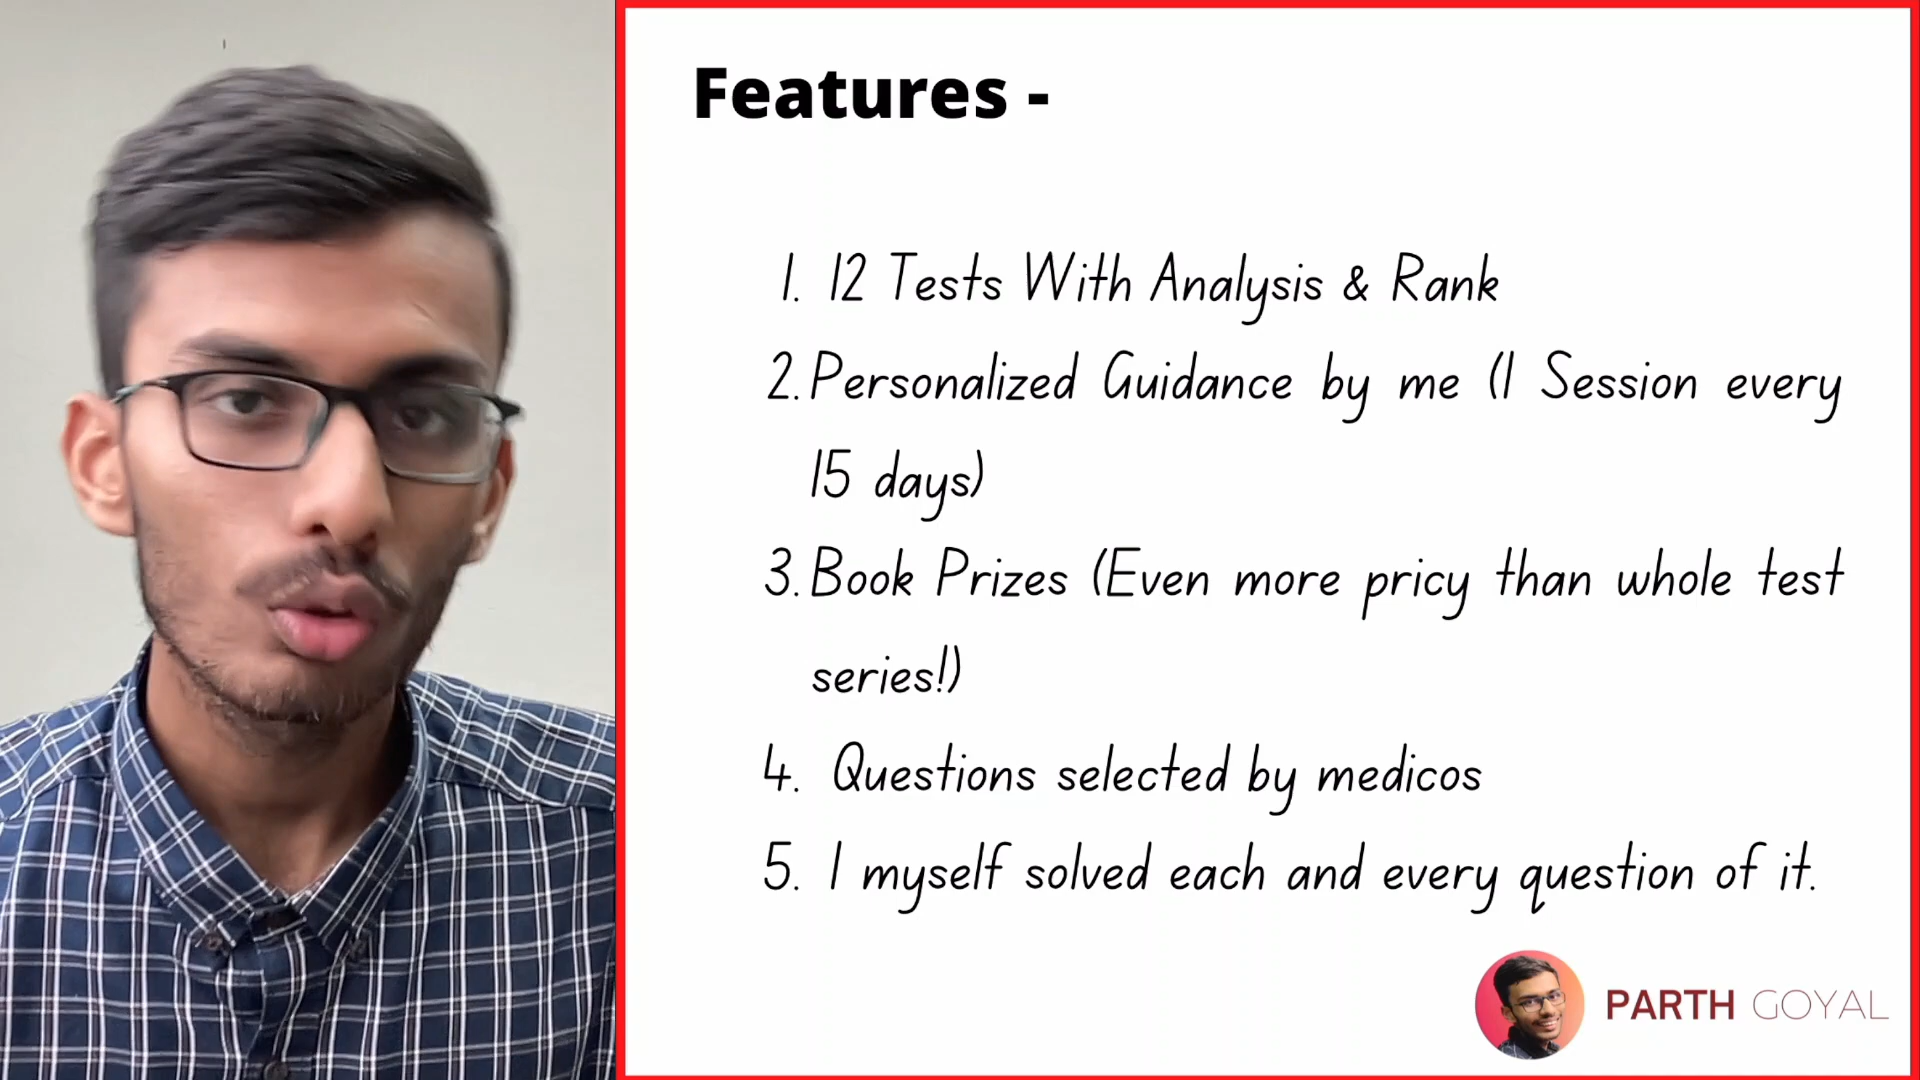 Features -
1. 12 Tests With Analysis & Rank
2. Personalized Guidance by me (1 Session every
15 days)
3. Book Prizes (Even more pricy than whole test
series!)
4. Questions selected by medicos
5. I myself solved each and every question of it.
PARTH GOYAL